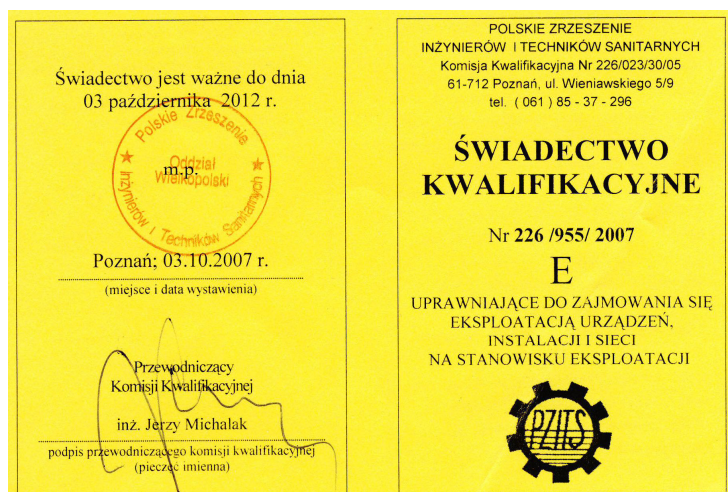 Świadectwo jest ważne do dnia
03 października 2012 r.
Polskie Zrzeszenie
Inżynierów i Techników Sanitarnych
Oddział
Wielkopolski
m.p.
Poznań; 03.10.2007 r.
(miejsce i data wystawienia)
Przewodniczący
Komisji Kwalifikacyjnej
inż. Jerzy Michalak
podpis przewodniczącego komisji kwalifikacyjnej
(pieczęć imienna)
POLSKIE ZRZESZENIE
INŻYNIERÓW I TECHNIKÓW SANITARNYCH
Komisja Kwalifikacyjna Nr 226/023/30/05
61-712 Poznań, ul. Wieniawskiego 5/9
tel. ( 061 ) 85 - 37 - 296
ŚWIADECTWO
KWALIFIKACYJNE
Nr 226 /955/ 2007
E
UPRAWNIAJĄCE DO ZAJMOWANIA SIĘ
EKSPLOATACJĄ URZĄDZEŃ,
INSTALACJI I SIECI
NA STANOWISKU EKSPLOATACJI
PZITS